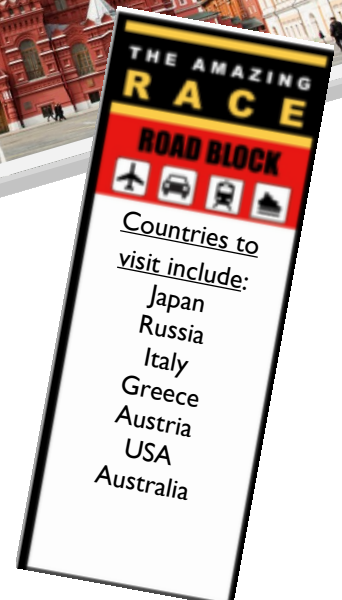 THE AMAZING
RACE
ROAD BLOCK
Countries to
visit include:
Japan
Russia
Italy
Greece
Austria
USA
Australia